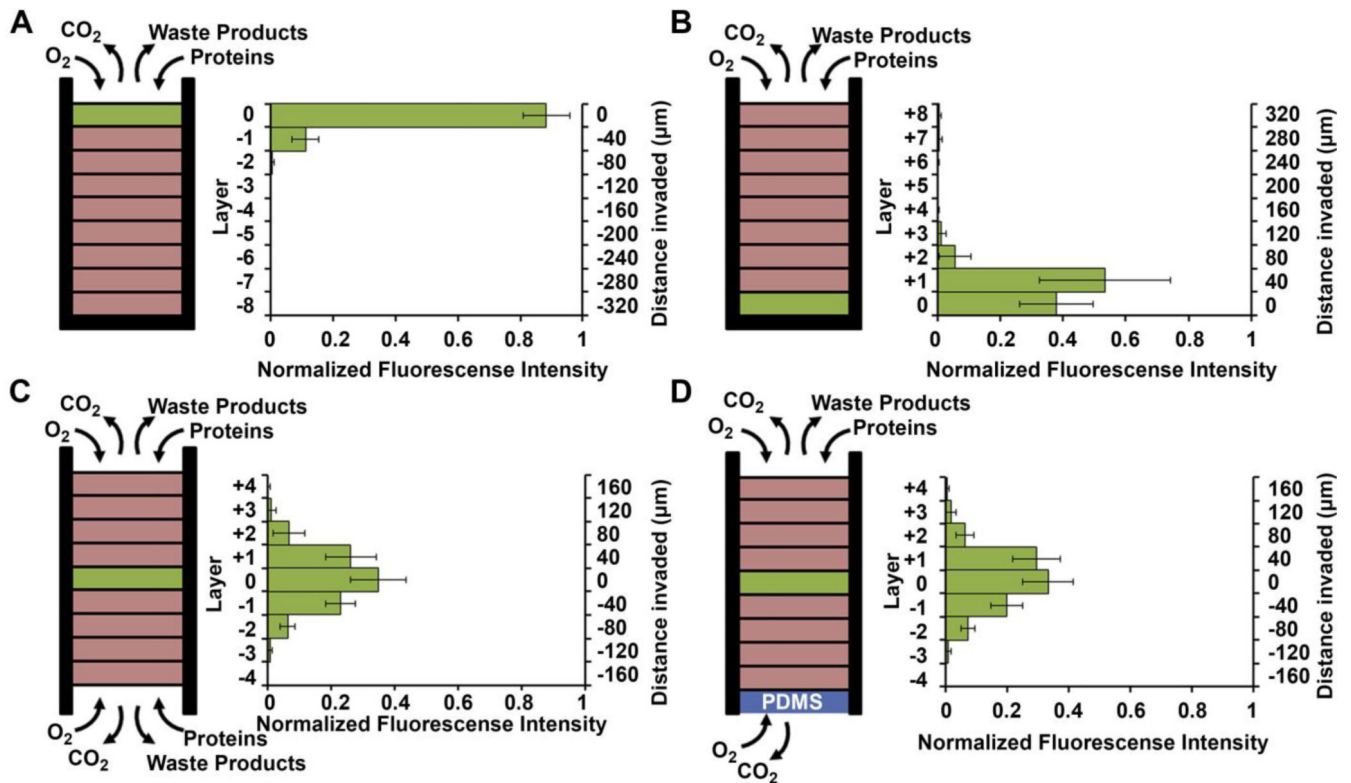 A
CO2
Waste Products
O2
Proteins
Layer
0
-1
-2
-3
-4
-5
-6
-7
-8
0
-40
-80
-120
-160
-200
-240
-280
-320
Distance invaded (µm)
0 0.2 0.4 0.6 0.8 1
Normalized Fluorescense Intensity
B
CO2
Waste Products
O2
Proteins
Layer
+8
+7
+6
+5
+4
+3
+2
+1
0
320
280
240
200
160
120
80
40
0
Distance invaded (µm)
0 0.2 0.4 0.6 0.8 1
Normalized Fluorescense Intensity
C
CO2
Waste Products
O2
Proteins
Layer
+4
+3
+2
+1
0
-1
-2
-3
-4
160
120
80
40
0
-40
-80
-120
-160
Distance invaded (µm)
0 0.2 0.4 0.6 0.8 1
Normalized Fluorescense Intensity
O2
Proteins
CO2
Waste Products
D
CO2
Waste Products
O2
Proteins
Layer
+4
+3
+2
+1
0
-1
-2
-3
-4
160
120
80
40
0
-40
-80
-120
-160
Distance invaded (µm)
PDMS
0 0.2 0.4 0.6 0.8 1
Normalized Fluorescense Intensity
O2
CO2